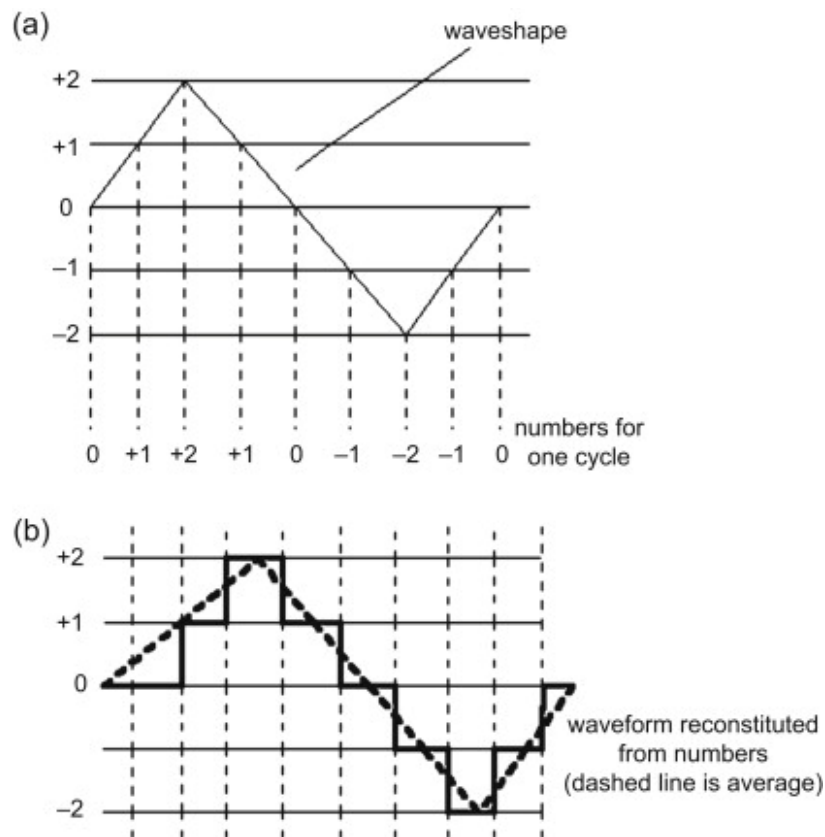 (a)
waveshape
+2
+1
0
–1
–2
numbers for
one cycle
0 +1 +2 +1 0 –1 –2 –1 0
(b)
+2
+1
0
waveform reconstituted
from numbers
(dashed line is average)
–2